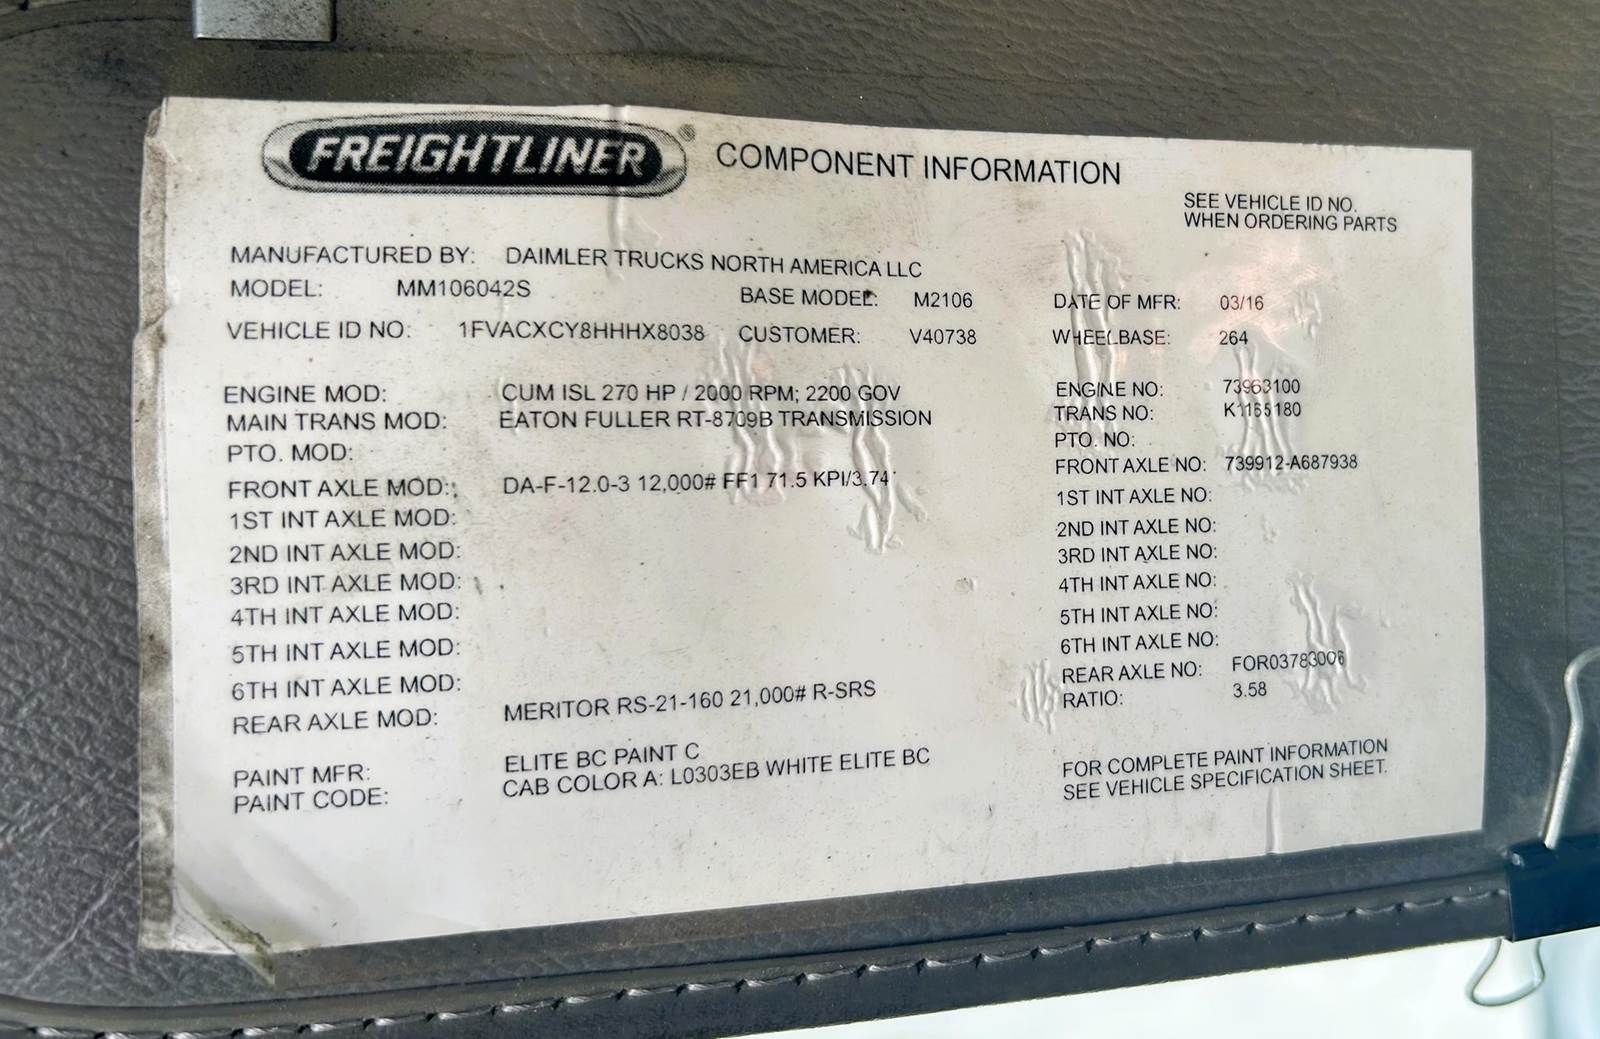 FREIGHTLINER ® COMPONENT INFORMATION
SEE VEHICLE ID NO.
WHEN ORDERING PARTS
MANUFACTURED BY: DAIMLER TRUCKS NORTH AMERICA LLC
MODEL: MM106042S BASE MODEL: M2106 DATE OF MFR: 03/16
VEHICLE ID NO: 1FVACXCY8HHHX8038 CUSTOMER: V40738 WHEELBASE: 264
ENGINE MOD: CUM ISL 270 HP / 2000 RPM; 2200 GOV ENGINE NO: 73963100
MAIN TRANS MOD: EATON FULLER RT-8709B TRANSMISSION TRANS NO: K1165180
PTO. MOD: PTO. NO:
FRONT AXLE MOD: DA-F-12.0-3 12,000# FF1 71.5 KPI/3.74 FRONT AXLE NO: 739912-A687938
1ST INT AXLE MOD: 1ST INT AXLE NO:
2ND INT AXLE MOD: 2ND INT AXLE NO:
3RD INT AXLE MOD: 3RD INT AXLE NO:
4TH INT AXLE MOD: 4TH INT AXLE NO:
5TH INT AXLE MOD: 5TH INT AXLE NO:
6TH INT AXLE MOD: 6TH INT AXLE NO:
REAR AXLE MOD: MERITOR RS-21-160 21,000# R-SRS REAR AXLE NO: FOR03783006
RATIO: 3.58
PAINT MFR: ELITE BC PAINT C
PAINT CODE: CAB COLOR A: L0303EB WHITE ELITE BC
FOR COMPLETE PAINT INFORMATION
SEE VEHICLE SPECIFICATION SHEET.